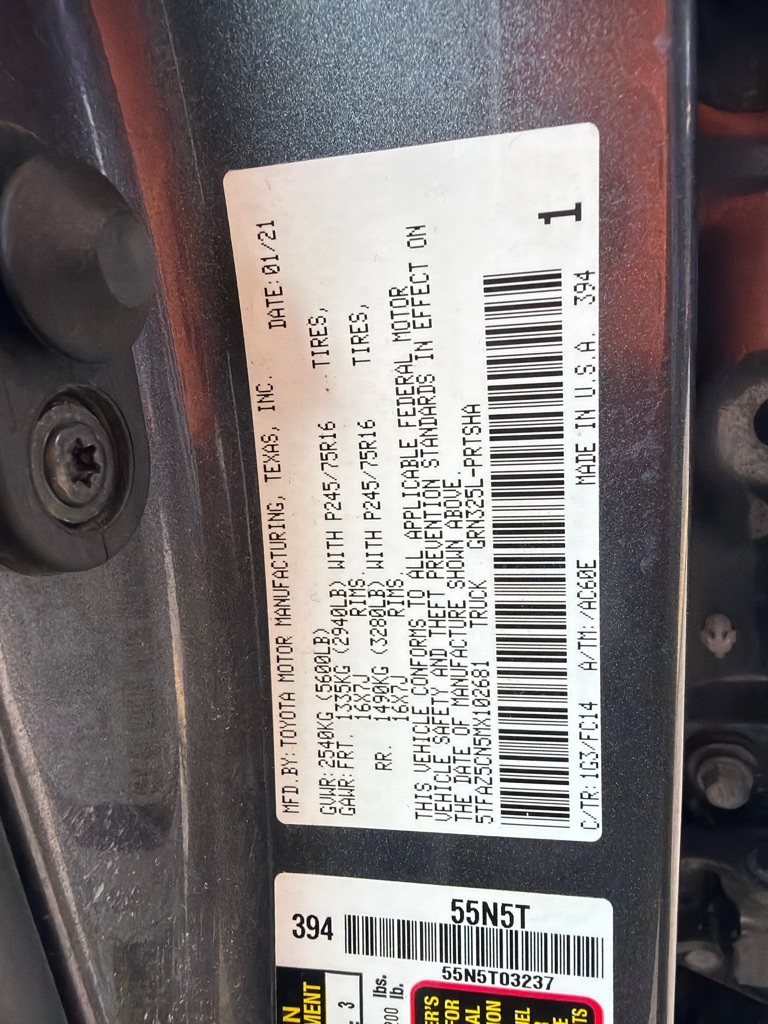 MFD.BY:TOYOTA MOTOR MANUFACTURING, TEXAS, INC. DATE:01/21
GVWR:2540KG (5600LB)
GAWR:FRT. 1335KG (2940LB) WITH P245/75R16 TIRES,
16X7J RIMS
RR. 1490KG (3280LB) WITH P245/75R16 TIRES,
16X7J RIMS
THIS VEHICLE CONFORMS TO ALL APPLICABLE FEDERAL MOTOR
VEHICLE SAFETY AND THEFT PREVENTION STANDARDS IN EFFECT ON
THE DATE OF MANUFACTURE SHOWN ABOVE.
5TFAZ5CN5MX102681 TRUCK GRN325L-PRTSHA
1
C/TR:1G3/FC14 A/TM:/AC60E MADE IN U.S.A. 394
394
55N5T
55N5T03237
3
lbs.
lb.